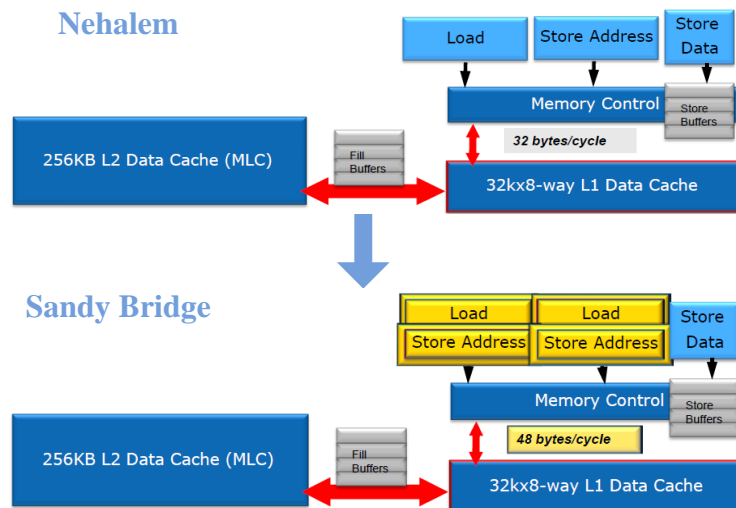 Nehalem
Load
Store Address
Store
Data
Memory Control
Store
Buffers
32 bytes/cycle
Fill
Buffers
256KB L2 Data Cache (MLC)
32kx8-way L1 Data Cache
Sandy Bridge
Load
Load
Store Address
Store Address
Store
Data
Memory Control
Store
Buffers
48 bytes/cycle
Fill
Buffers
256KB L2 Data Cache (MLC)
32kx8-way L1 Data Cache